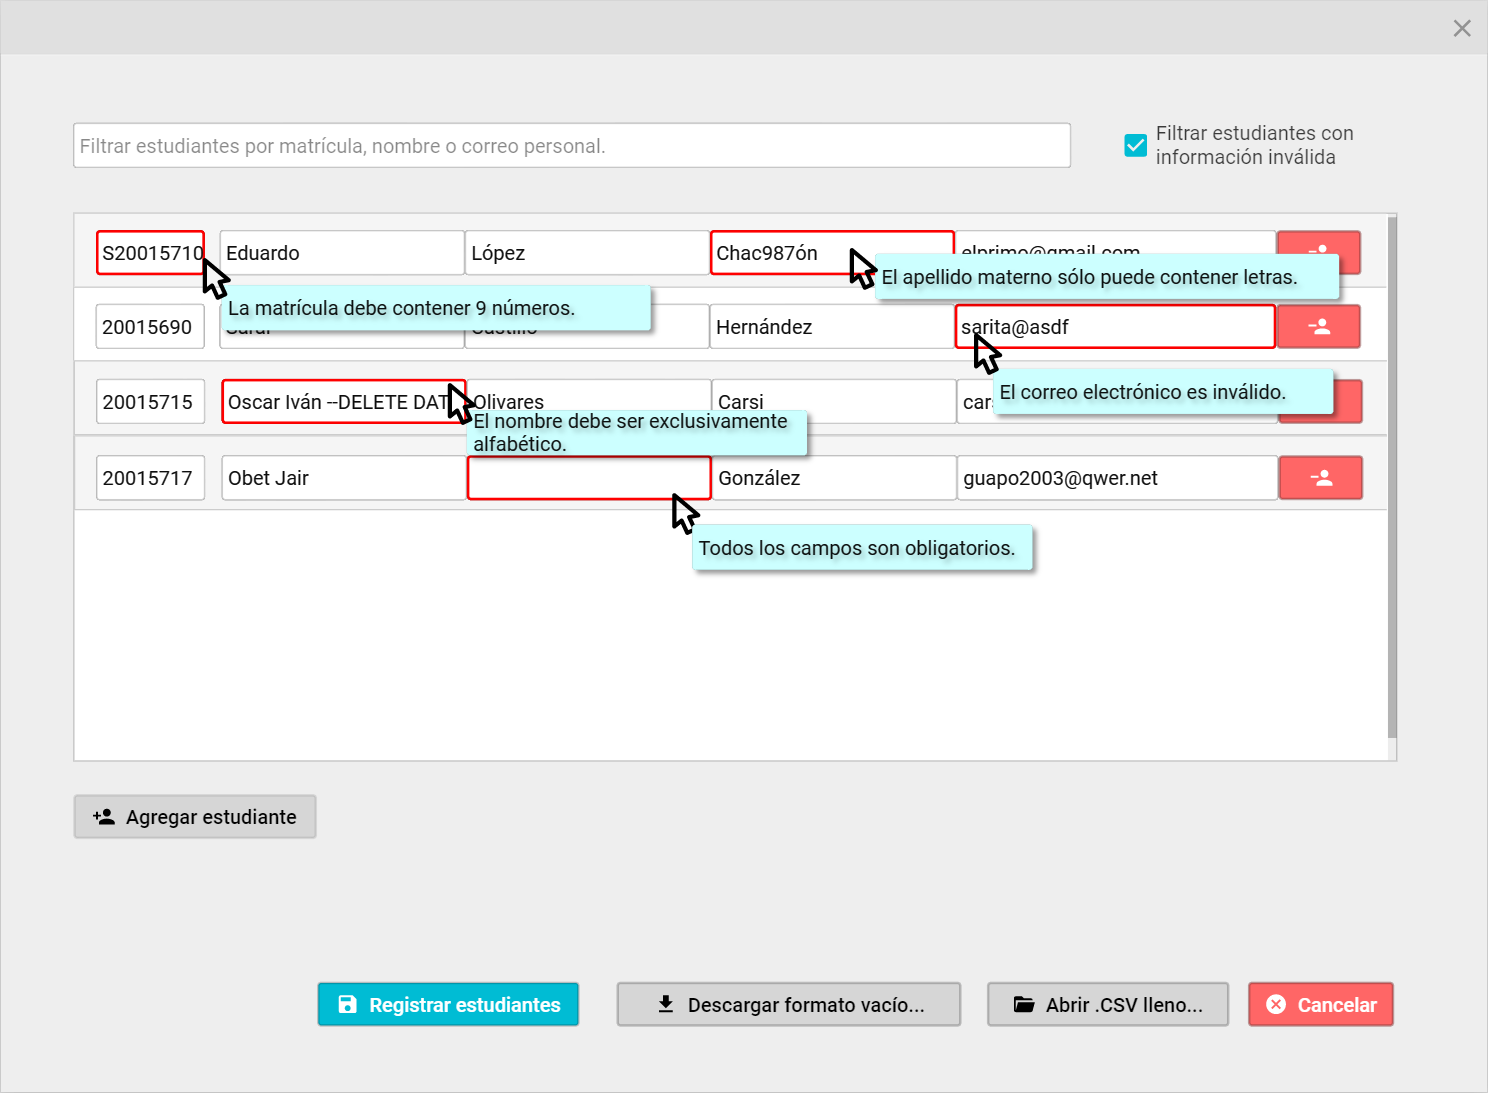 Filtrar estudiantes por matrícula, nombre o correo personal.
Filtrar estudiantes con
información inválida
S20015710 Eduardo López Chac987ón elprimo@gmail.com
El apellido materno sólo puede contener letras.
La matrícula debe contener 9 números.
20015690 Hernández sarita@asdf
El correo electrónico es inválido.
20015715 Oscar Iván --DELETE DAT Olivares Carsi
El nombre debe ser exclusivamente
alfabético.
20015717 Obet Jair González guapo2003@qwer.net
Todos los campos son obligatorios.
Agregar estudiante
Registrar estudiantes Descargar formato vacío... Abrir .CSV lleno... Cancelar